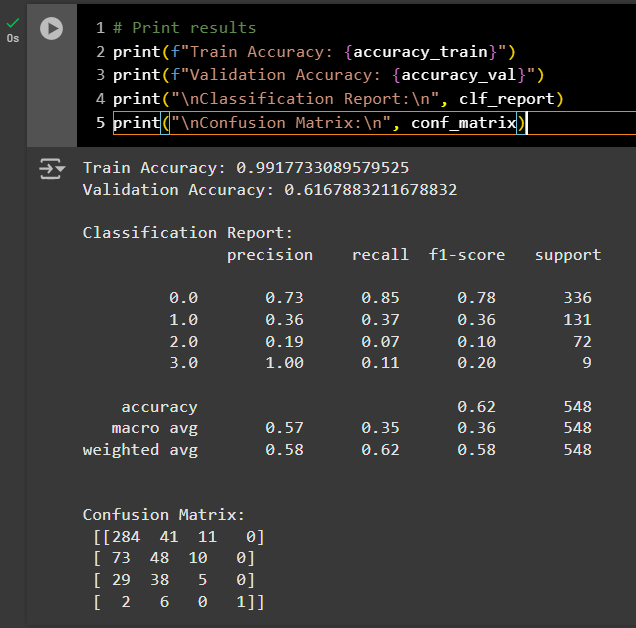 0s
1 # Print results
2 print(f"Train Accuracy: {accuracy_train}")
3 print(f"Validation Accuracy: {accuracy_val}")
4 print("\nClassification Report:\n", clf_report)
5 print("\nConfusion Matrix:\n", conf_matrix)
Train Accuracy: 0.9917733089579525
Validation Accuracy: 0.6167883211678832
Classification Report:
precision recall f1-score support
0.0 0.73 0.85 0.78 336
1.0 0.36 0.37 0.36 131
2.0 0.19 0.07 0.10 72
3.0 1.00 0.11 0.20 9
accuracy 0.62 548
macro avg 0.57 0.35 0.36 548
weighted avg 0.58 0.62 0.58 548
Confusion Matrix:
[[284 41 11 0]
[ 73 48 10 0]
[ 29 38 5 0]
[ 2 6 0 1]]